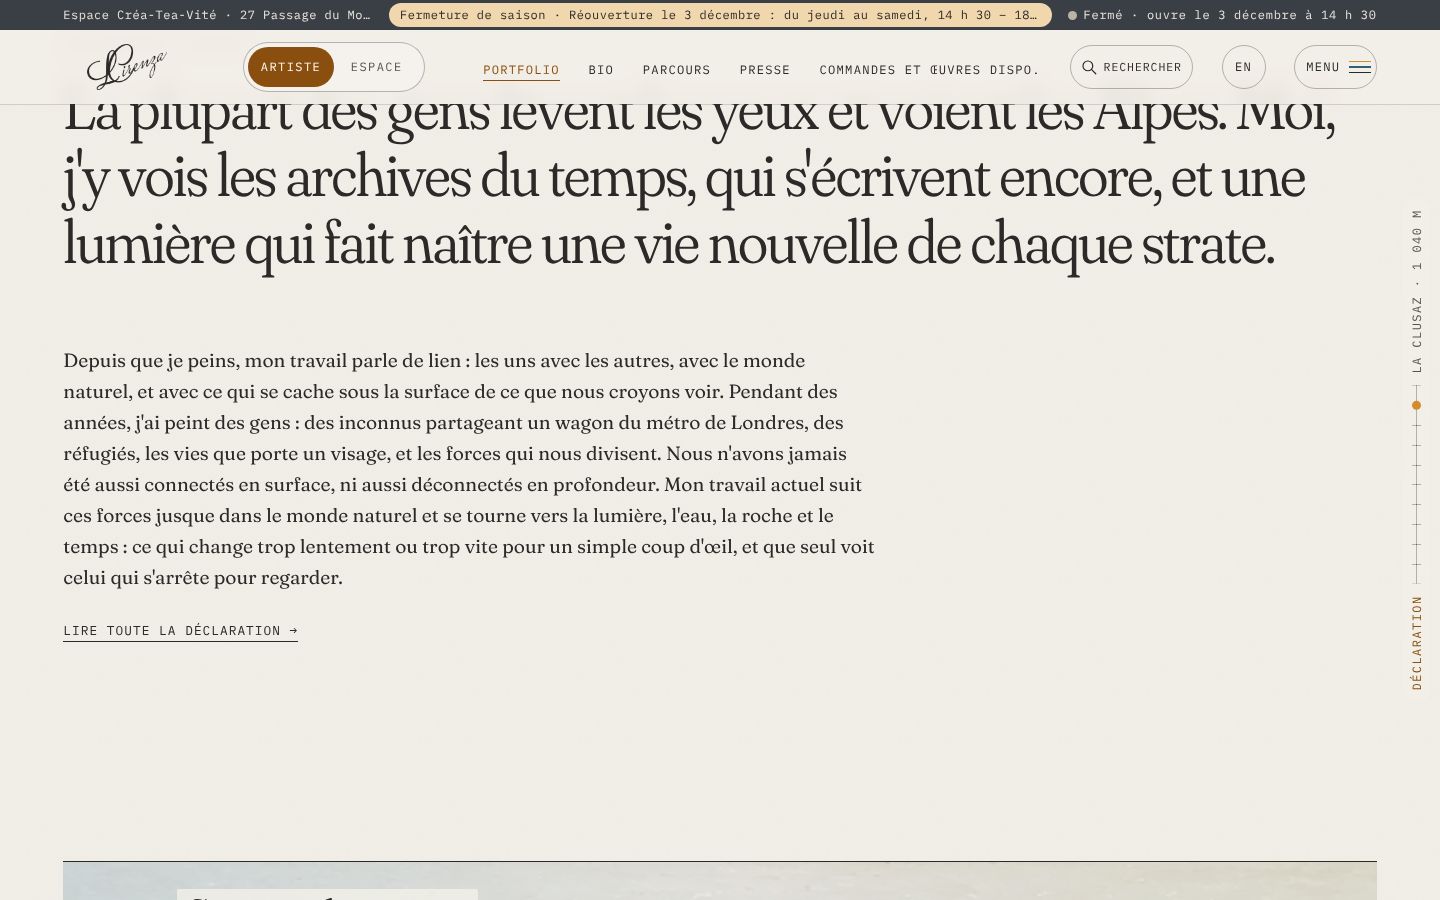 Espace Créa-Tea-Vité · 27 Passage du Mo…
Fermeture de saison · Réouverture le 3 décembre : du jeudi au samedi, 14 h 30 – 18…
Fermé · ouvre le 3 décembre à 14 h 30
Lirenza
ARTISTE
ESPACE
PORTFOLIO
BIO
PARCOURS
PRESSE
COMMANDES ET ŒUVRES DISPO.
RECHERCHER
EN
MENU
La plupart des gens lèvent les yeux et voient les Alpes. Moi,
j'y vois les archives du temps, qui s'écrivent encore, et une
lumière qui fait naître une vie nouvelle de chaque strate.
Depuis que je peins, mon travail parle de lien : les uns avec les autres, avec le monde
naturel, et avec ce qui se cache sous la surface de ce que nous croyons voir. Pendant des
années, j'ai peint des gens : des inconnus partageant un wagon du métro de Londres, des
réfugiés, les vies que porte un visage, et les forces qui nous divisent. Nous n'avons jamais
été aussi connectés en surface, ni aussi déconnectés en profondeur. Mon travail actuel suit
ces forces jusque dans le monde naturel et se tourne vers la lumière, l'eau, la roche et le
temps : ce qui change trop lentement ou trop vite pour un simple coup d'œil, et que seul voit
celui qui s'arrête pour regarder.
LIRE TOUTE LA DÉCLARATION →
LA CLUSAZ · 1 040 M
DÉCLARATION